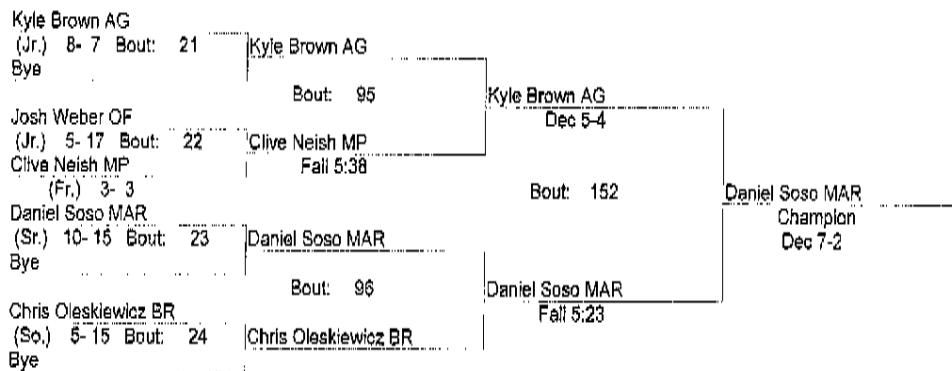 Kyle Brown AG
(Jr.) 8- 7 Bout: 21 Kyle Brown AG
Bye
Bout: 95 Kyle Brown AG
Josh Weber OF Dec 5-4
(Jr.) 5- 17 Bout: 22 Clive Neish MP
Clive Neish MP Fall 5:38
(Fr.) 3- 3 Bout: 152 Daniel Soso MAR
Daniel Soso MAR Champion
(Sr.) 10- 15 Bout: 23 Daniel Soso MAR Dec 7-2
Bye
Bout: 96 Daniel Soso MAR
Chris Oleskiewicz BR Fall 5:23
(So.) 5- 15 Bout: 24 Chris Oleskiewicz BR
Bye